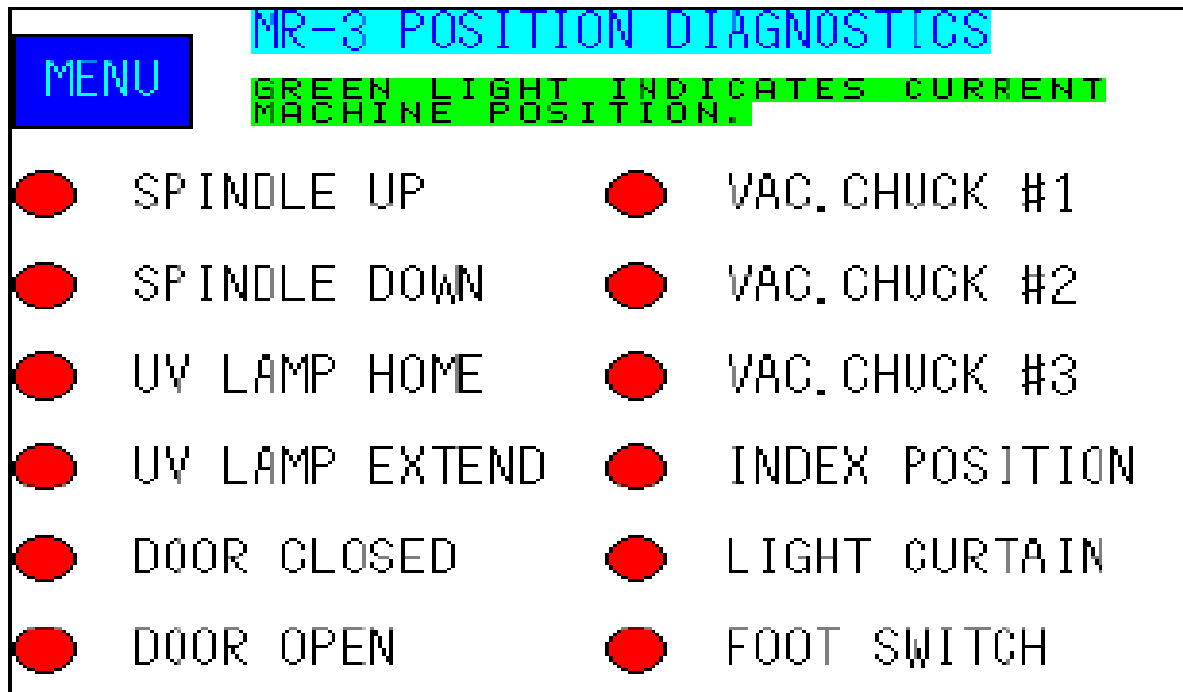 MR-3 POSITION DIAGNOSTICS
MENU
GREEN LIGHT INDICATES CURRENT
MACHINE POSITION.
SPINDLE UP
VAC.CHUCK #1
SPINDLE DOWN
VAC.CHUCK #2
UV LAMP HOME
VAC.CHUCK #3
UV LAMP EXTEND
INDEX POSITION
DOOR CLOSED
LIGHT CURTAIN
DOOR OPEN
FOOT SWITCH